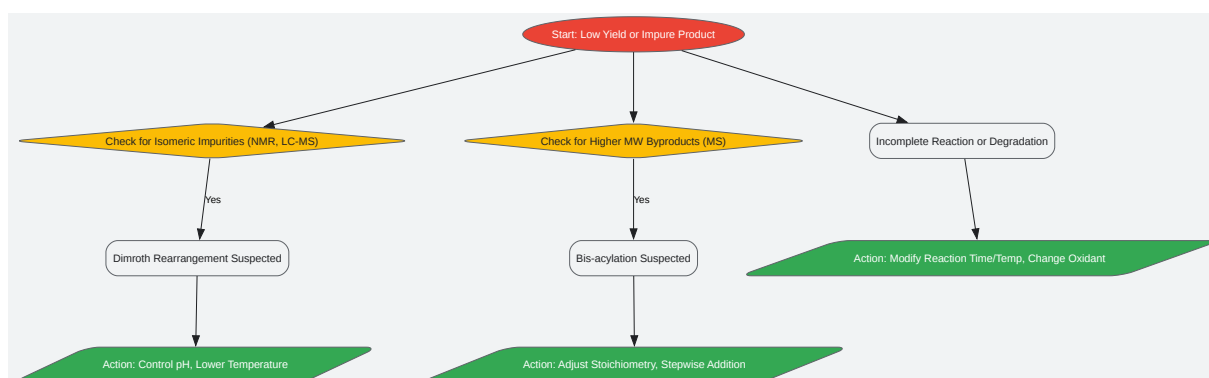 Start: Low Yield or Impure Product
Check for Isomeric Impurities (NMR, LC-MS)
Check for Higher MW Byproducts (MS)
Incomplete Reaction or Degradation
Yes
Yes
Dimroth Rearrangement Suspected
Bis-acylation Suspected
Action: Modify Reaction Time/Temp, Change Oxidant
Action: Control pH, Lower Temperature
Action: Adjust Stoichiometry, Stepwise Addition